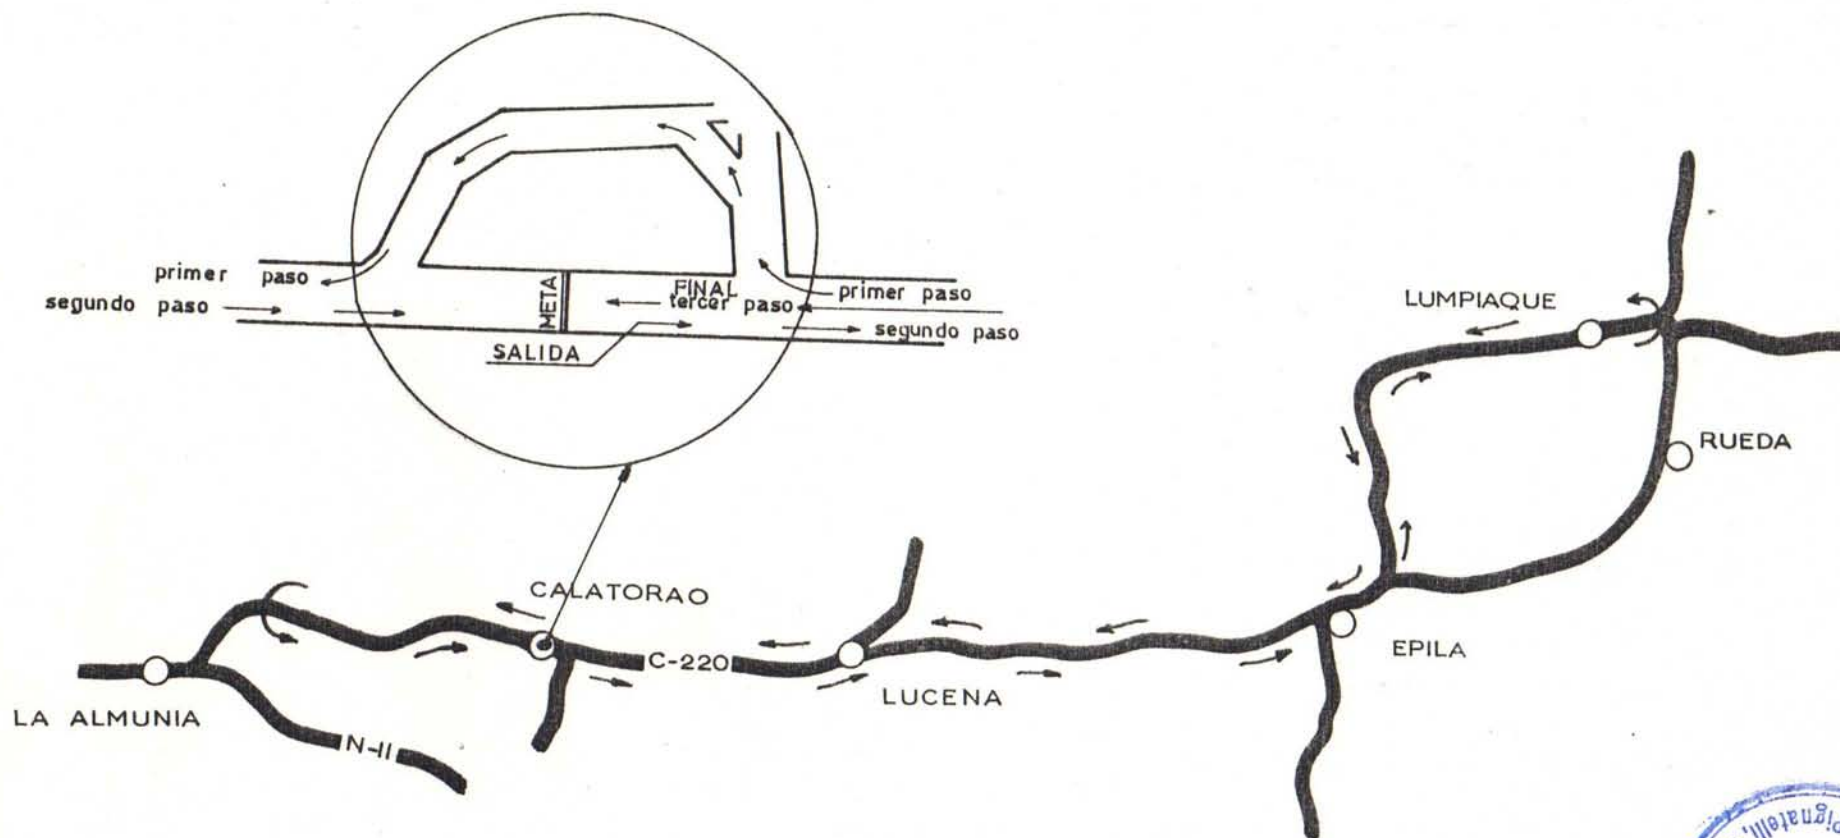 primer paso
segundo paso
META
FINAL
tercer paso
primer paso
segundo paso
SALIDA
LUMPIAQUE
RUEDA
CALATORAO
C-220
EPILA
LUCENA
LA ALMUNIA
N-II
Pignatelli,